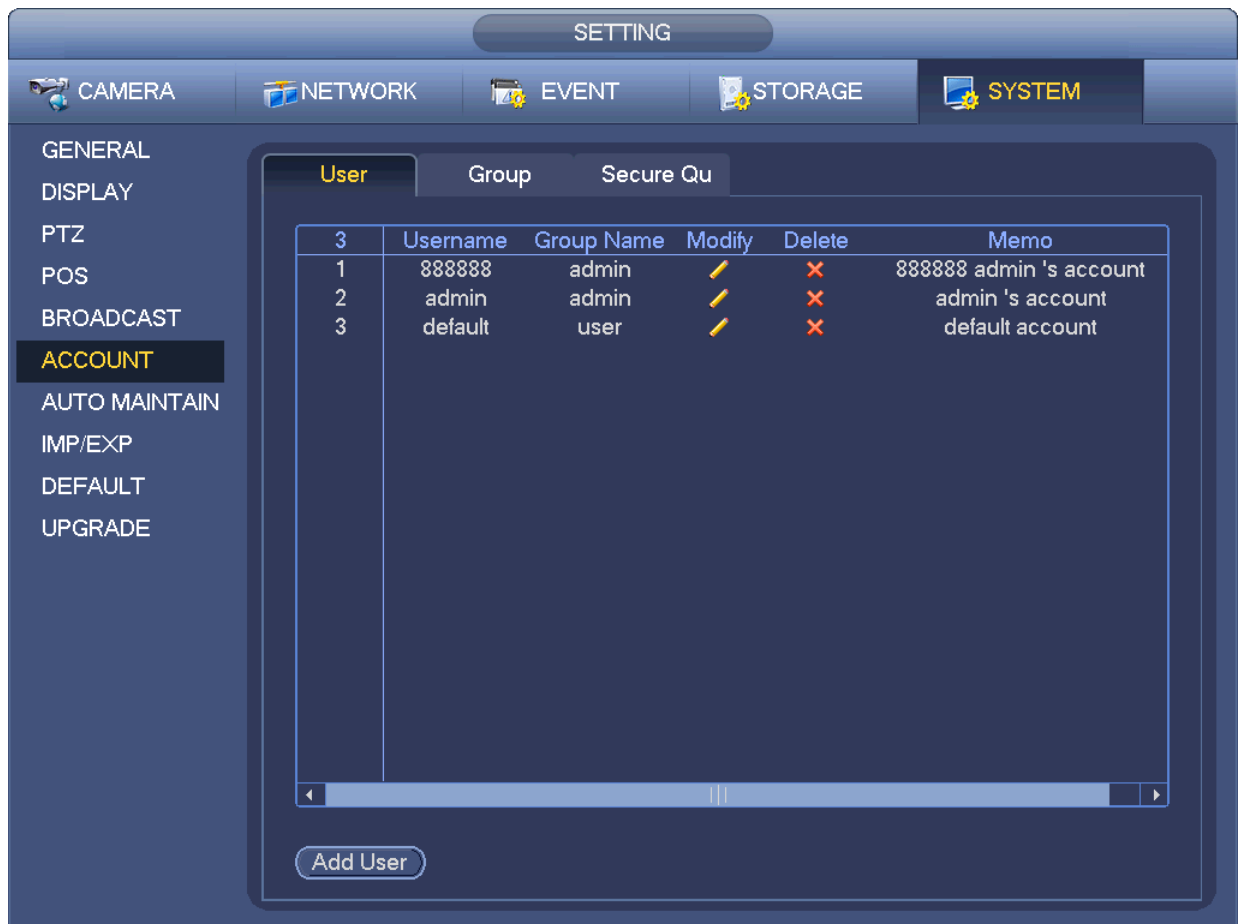 SETTING
CAMERA NETWORK EVENT STORAGE SYSTEM
GENERAL
DISPLAY
PTZ
POS
BROADCAST
ACCOUNT
AUTO MAINTAIN
IMP/EXP
DEFAULT
UPGRADE
User Group Secure Qu
3 Username Group Name Modify Delete Memo
1 888888 admin 888888 admin 's account
2 admin admin admin 's account
3 default user default account
Add User